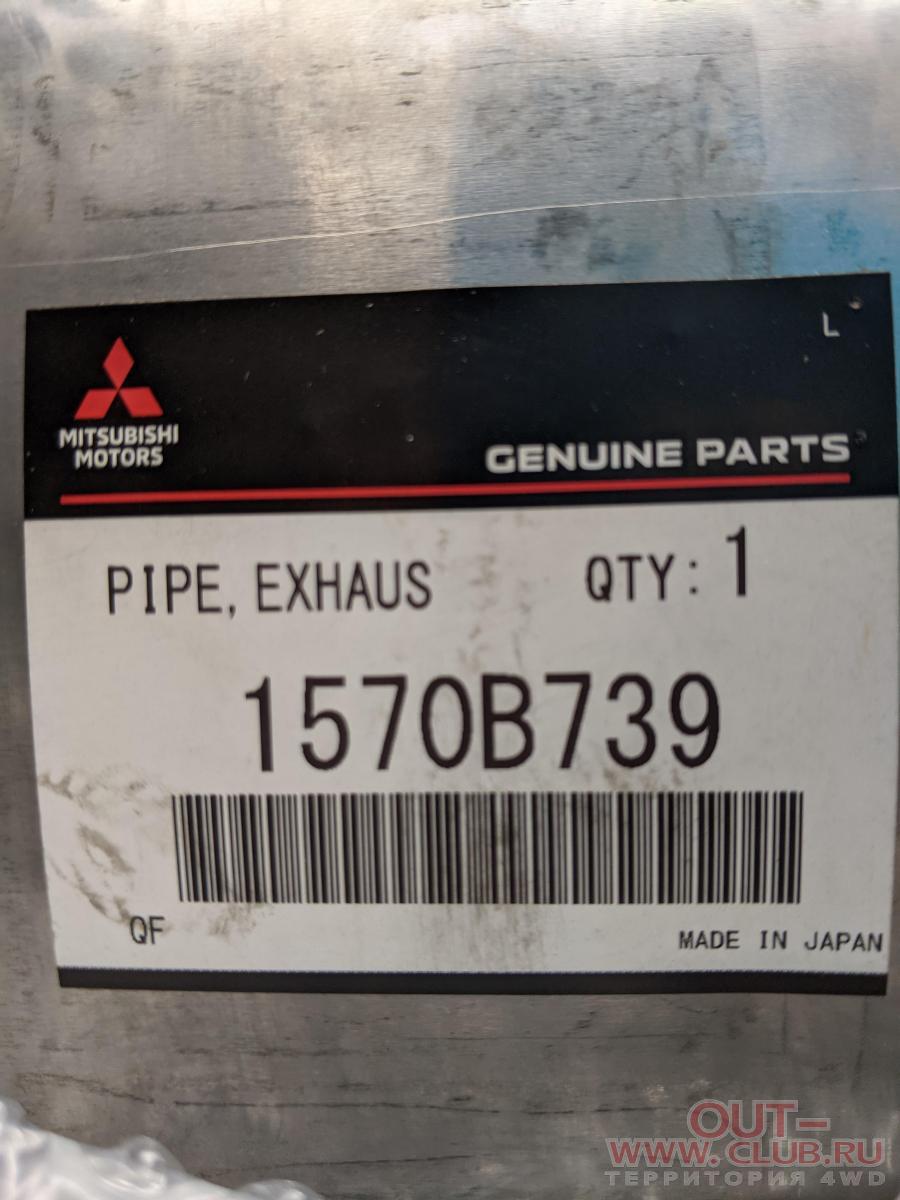 L
MITSUBISHI
MOTORS
GENUINE PARTS
PIPE, EXHAUS QTY: 1
1570B739
QF
MADE IN JAPAN
OUT-
WWW.CLUB.RU
ТЕРРИТОРИЯ 4WD